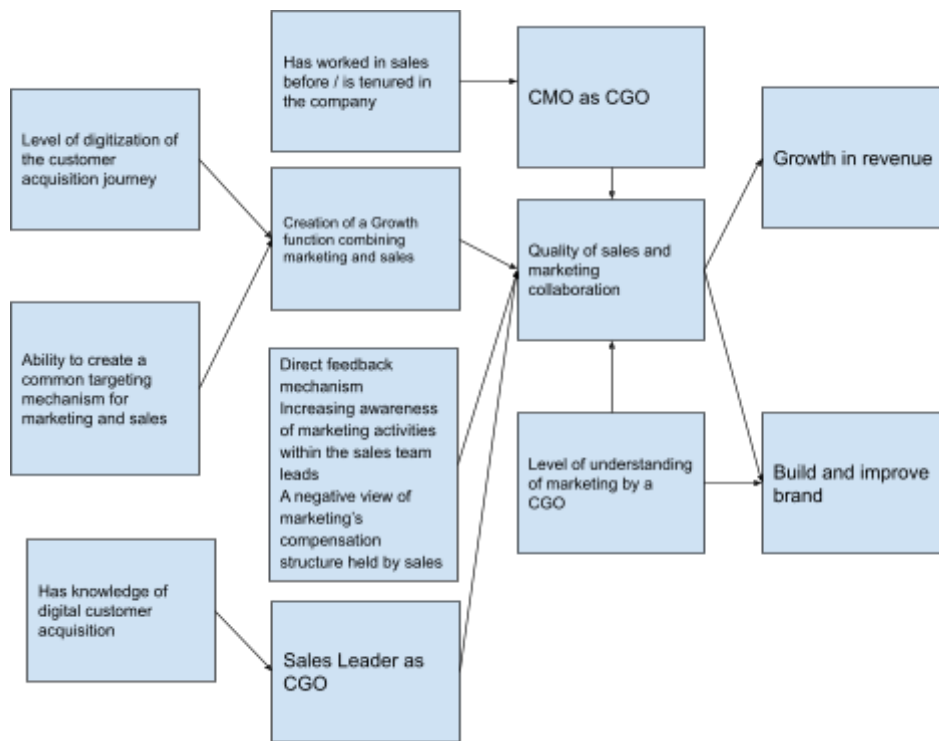 Has worked in sales
before / is tenured in
the company
CMO as CGO
Level of digitization of
the customer
acquisition journey
Growth in revenue
Creation of a Growth
function combining
marketing and sales
Quality of sales and
marketing
collaboration
Ability to create a
common targeting
mechanism for
marketing and sales
Direct feedback
mechanism
Increasing awareness
of marketing activities
within the sales team
leads
A negative view of
marketing's
compensation
structure held by sales
Level of understanding
of marketing by a
CGO
Build and improve
brand
Has knowledge of
digital customer
acquisition
Sales Leader as
CGO